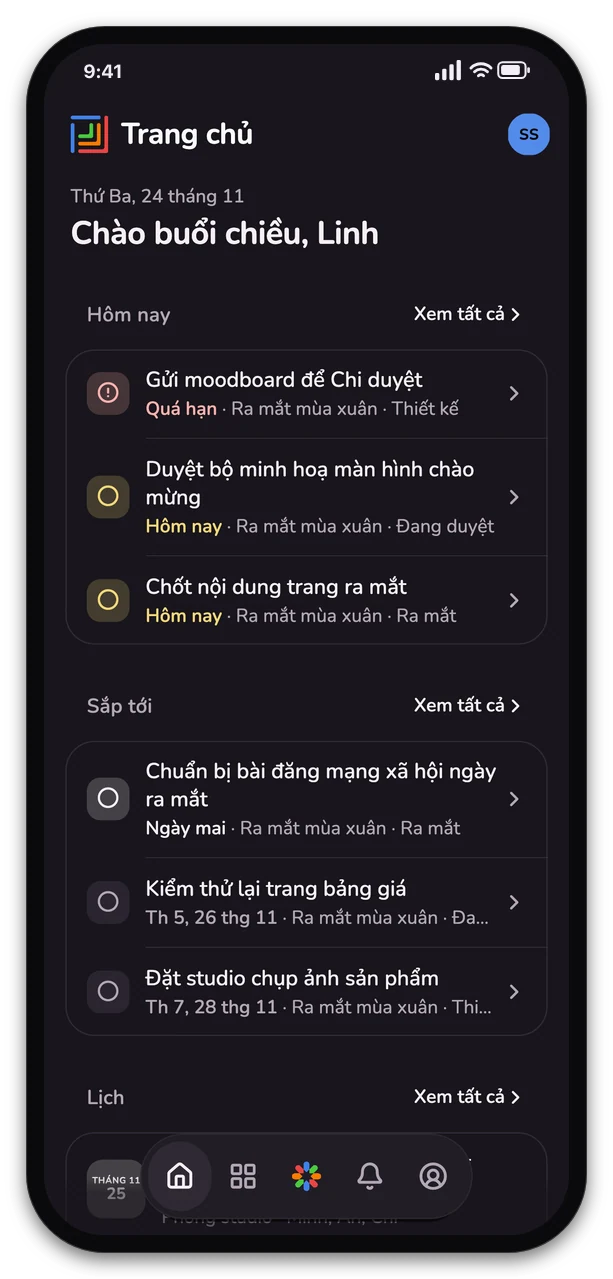 9:41
Trang chủ
SS
Thứ Ba, 24 tháng 11
Chào buổi chiều, Linh
Hôm nay
Xem tất cả
Gửi moodboard để Chi duyệt
Quá hạn · Ra mắt mùa xuân · Thiết kế
Duyệt bộ minh hoạ màn hình chào
mừng
Hôm nay · Ra mắt mùa xuân · Đang duyệt
Chốt nội dung trang ra mắt
Hôm nay · Ra mắt mùa xuân · Ra mắt
Sắp tới
Xem tất cả
Chuẩn bị bài đăng mạng xã hội ngày
ra mắt
Ngày mai · Ra mắt mùa xuân · Ra mắt
Kiểm thử lại trang bảng giá
Th 5, 26 thg 11 · Ra mắt mùa xuân · Đa...
Đặt studio chụp ảnh sản phẩm
Th 7, 28 thg 11 · Ra mắt mùa xuân · Thi...
Lịch
Xem tất cả
THÁNG 11
25
Phòng studio · Minh, An, Chi